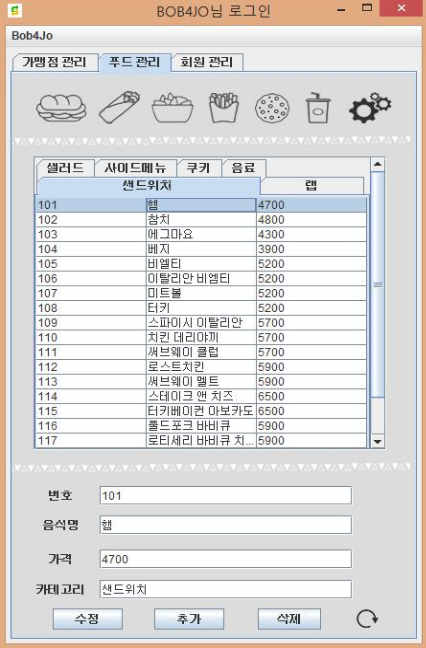 BOB4JO님 로그인
Bob4Jo
가맹점 관리 푸드 관리 회원 관리
샐러드 사이드메뉴 쿠키 음료
샌드위치 랩
101 햄 4700
102 참치 4800
103 에그마요 4300
104 베지 3900
105 비엘티 5200
106 이탈리안 비엠티 5200
107 미트볼 5200
108 터키 5200
109 스파이시 이탈리안 5700
110 치킨 데리야끼 5700
111 써브웨이 클럽 5700
112 로스트치킨 5900
113 써브웨이 멜트 5900
114 스테이크 앤 치즈 6500
115 터키베이컨 아보카도 6500
116 풀드포크 바비큐 5900
117 로티세리 바비큐 치... 5900
번호 101
음식명 햄
가격 4700
카테고리 샌드위치
수정 추가 삭제